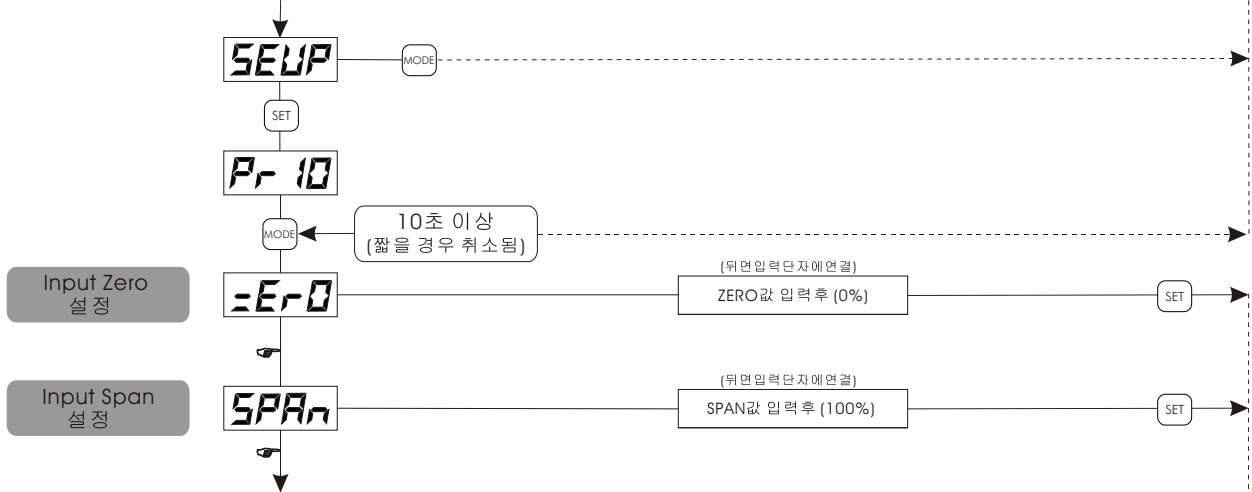 SEUP
MODE
SET
Pr 10
10초 이상
MODE
(짧을 경우 취소됨)
(뒤면입력단자에연결)
Input Zero
설정
=Er0
ZERO값 입력후 (0%)
SET
(뒤면입력단자에연결)
Input Span
설정
SPAn
SPAN값 입력후 (100%)
SET